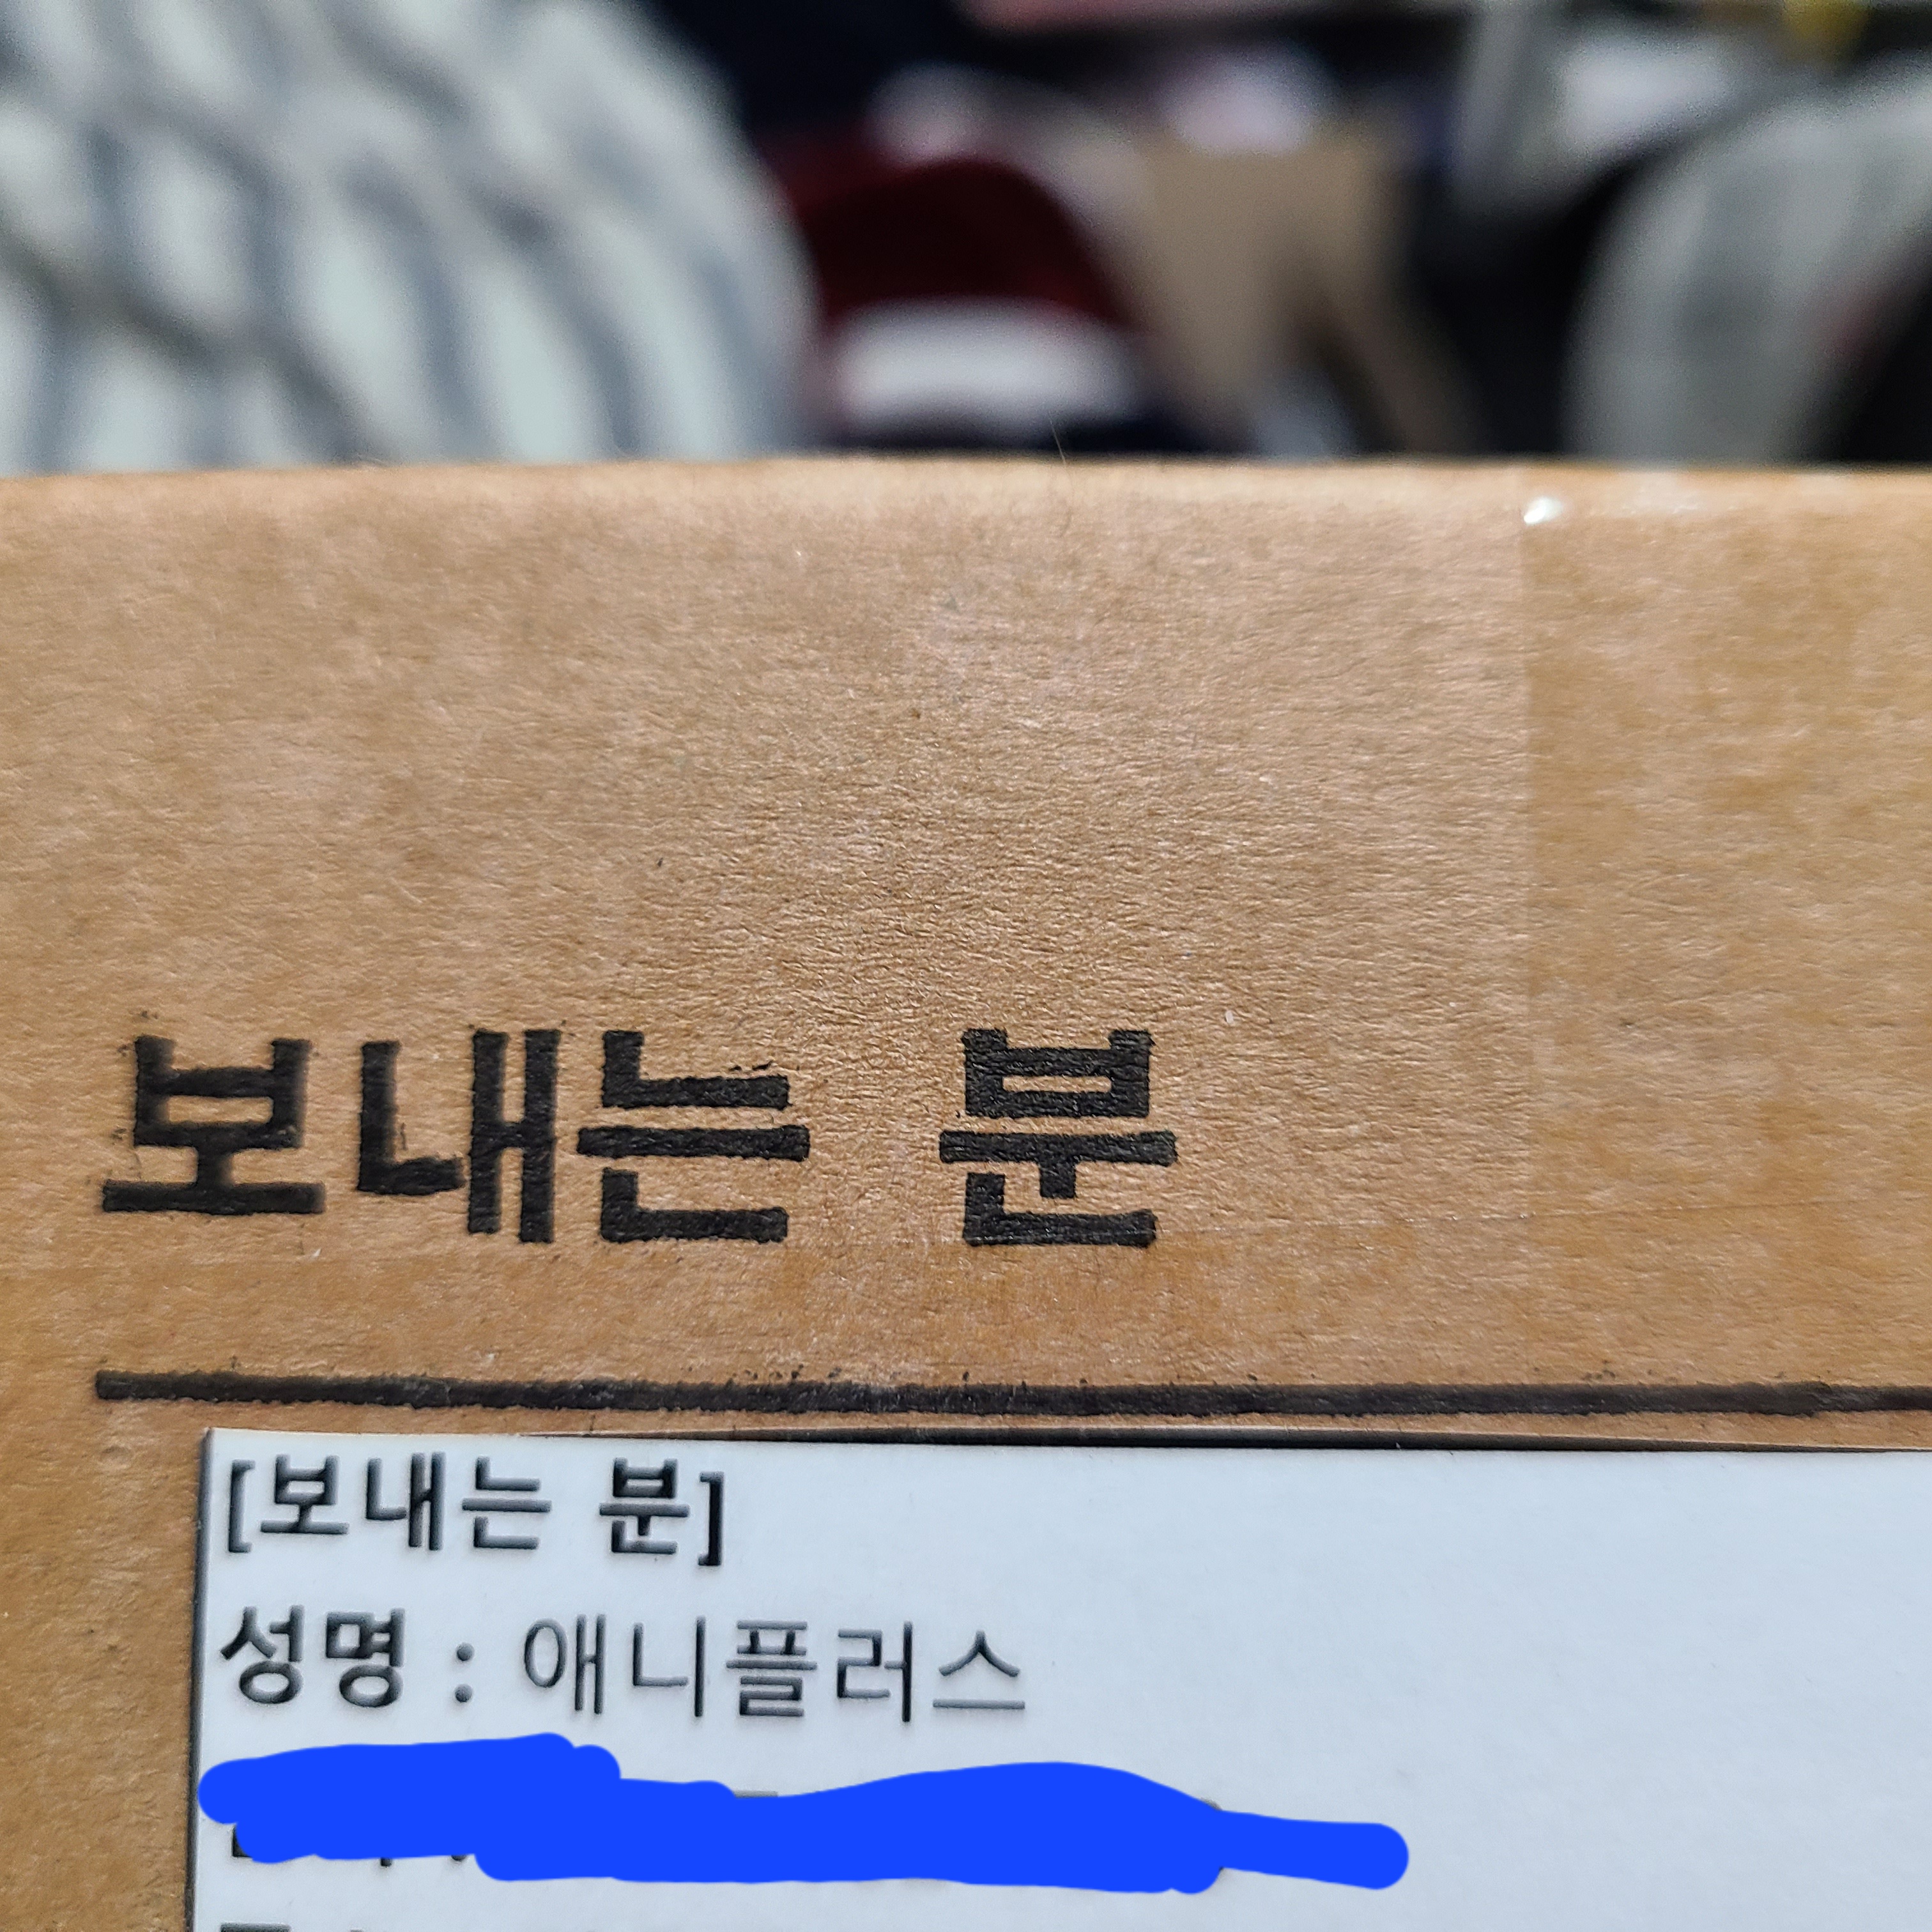 보내는 분
[보내는 분]
성명 : 애니플러스